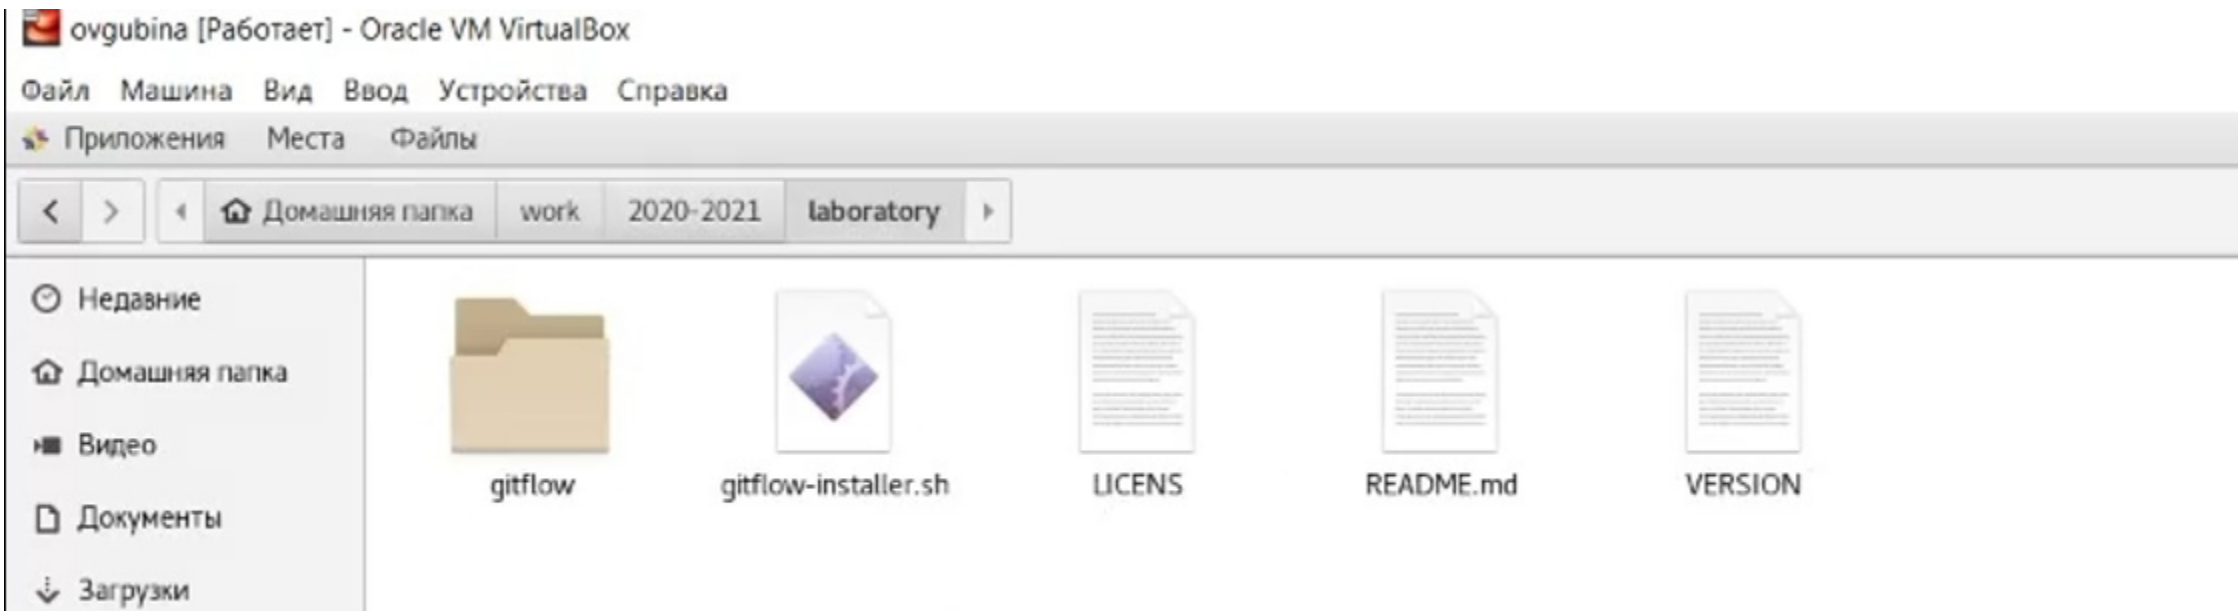 ovgubina [Работает] - Oracle VM VirtualBox
Файл Машина Вид Ввод Устройства Справка
Приложения Места Файлы
Домашняя папка work 2020-2021 laboratory
Недавние
Домашняя папка
Видео
Документы
Загрузки
gitflow gitflow-installer.sh LICENS README.md VERSION